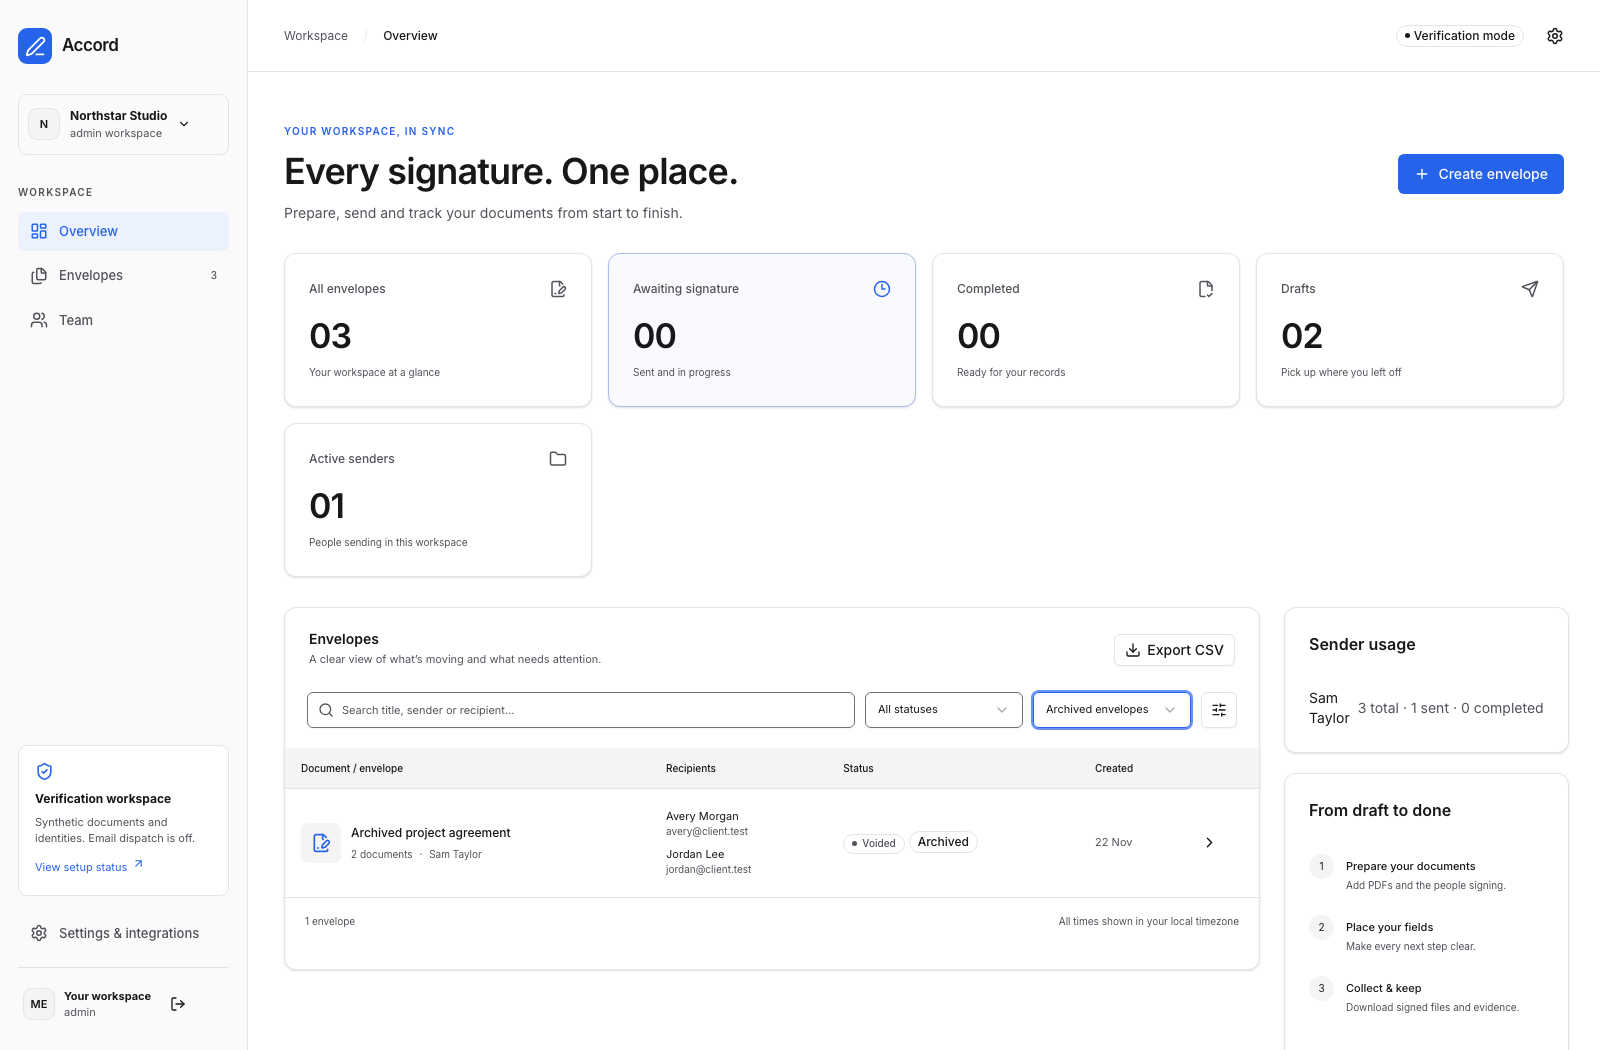 Accord
N
Northstar Studio
admin workspace
WORKSPACE
Overview
Envelopes 3
Team
Verification workspace
Synthetic documents and
identities. Email dispatch is off.
View setup status
Settings & integrations
ME
Your workspace
admin
Workspace / Overview
Verification mode
YOUR WORKSPACE, IN SYNC
Every signature. One place.
Prepare, send and track your documents from start to finish.
Create envelope
All envelopes
03
Your workspace at a glance
Awaiting signature
00
Sent and in progress
Completed
00
Ready for your records
Drafts
02
Pick up where you left off
Active senders
01
People sending in this workspace
Envelopes
A clear view of what's moving and what needs attention.
Export CSV
Search title, sender or recipient...
All statuses
Archived envelopes
Document / envelope Recipients Status Created
Archived project agreement
2 documents · Sam Taylor
Avery Morgan
avery@client.test
Jordan Lee
jordan@client.test
Voided
Archived
22 Nov
1 envelope
All times shown in your local timezone
Sender usage
Sam
Taylor
3 total · 1 sent · 0 completed
From draft to done
1 Prepare your documents
Add PDFs and the people signing.
2 Place your fields
Make every next step clear.
3 Collect & keep
Download signed files and evidence.